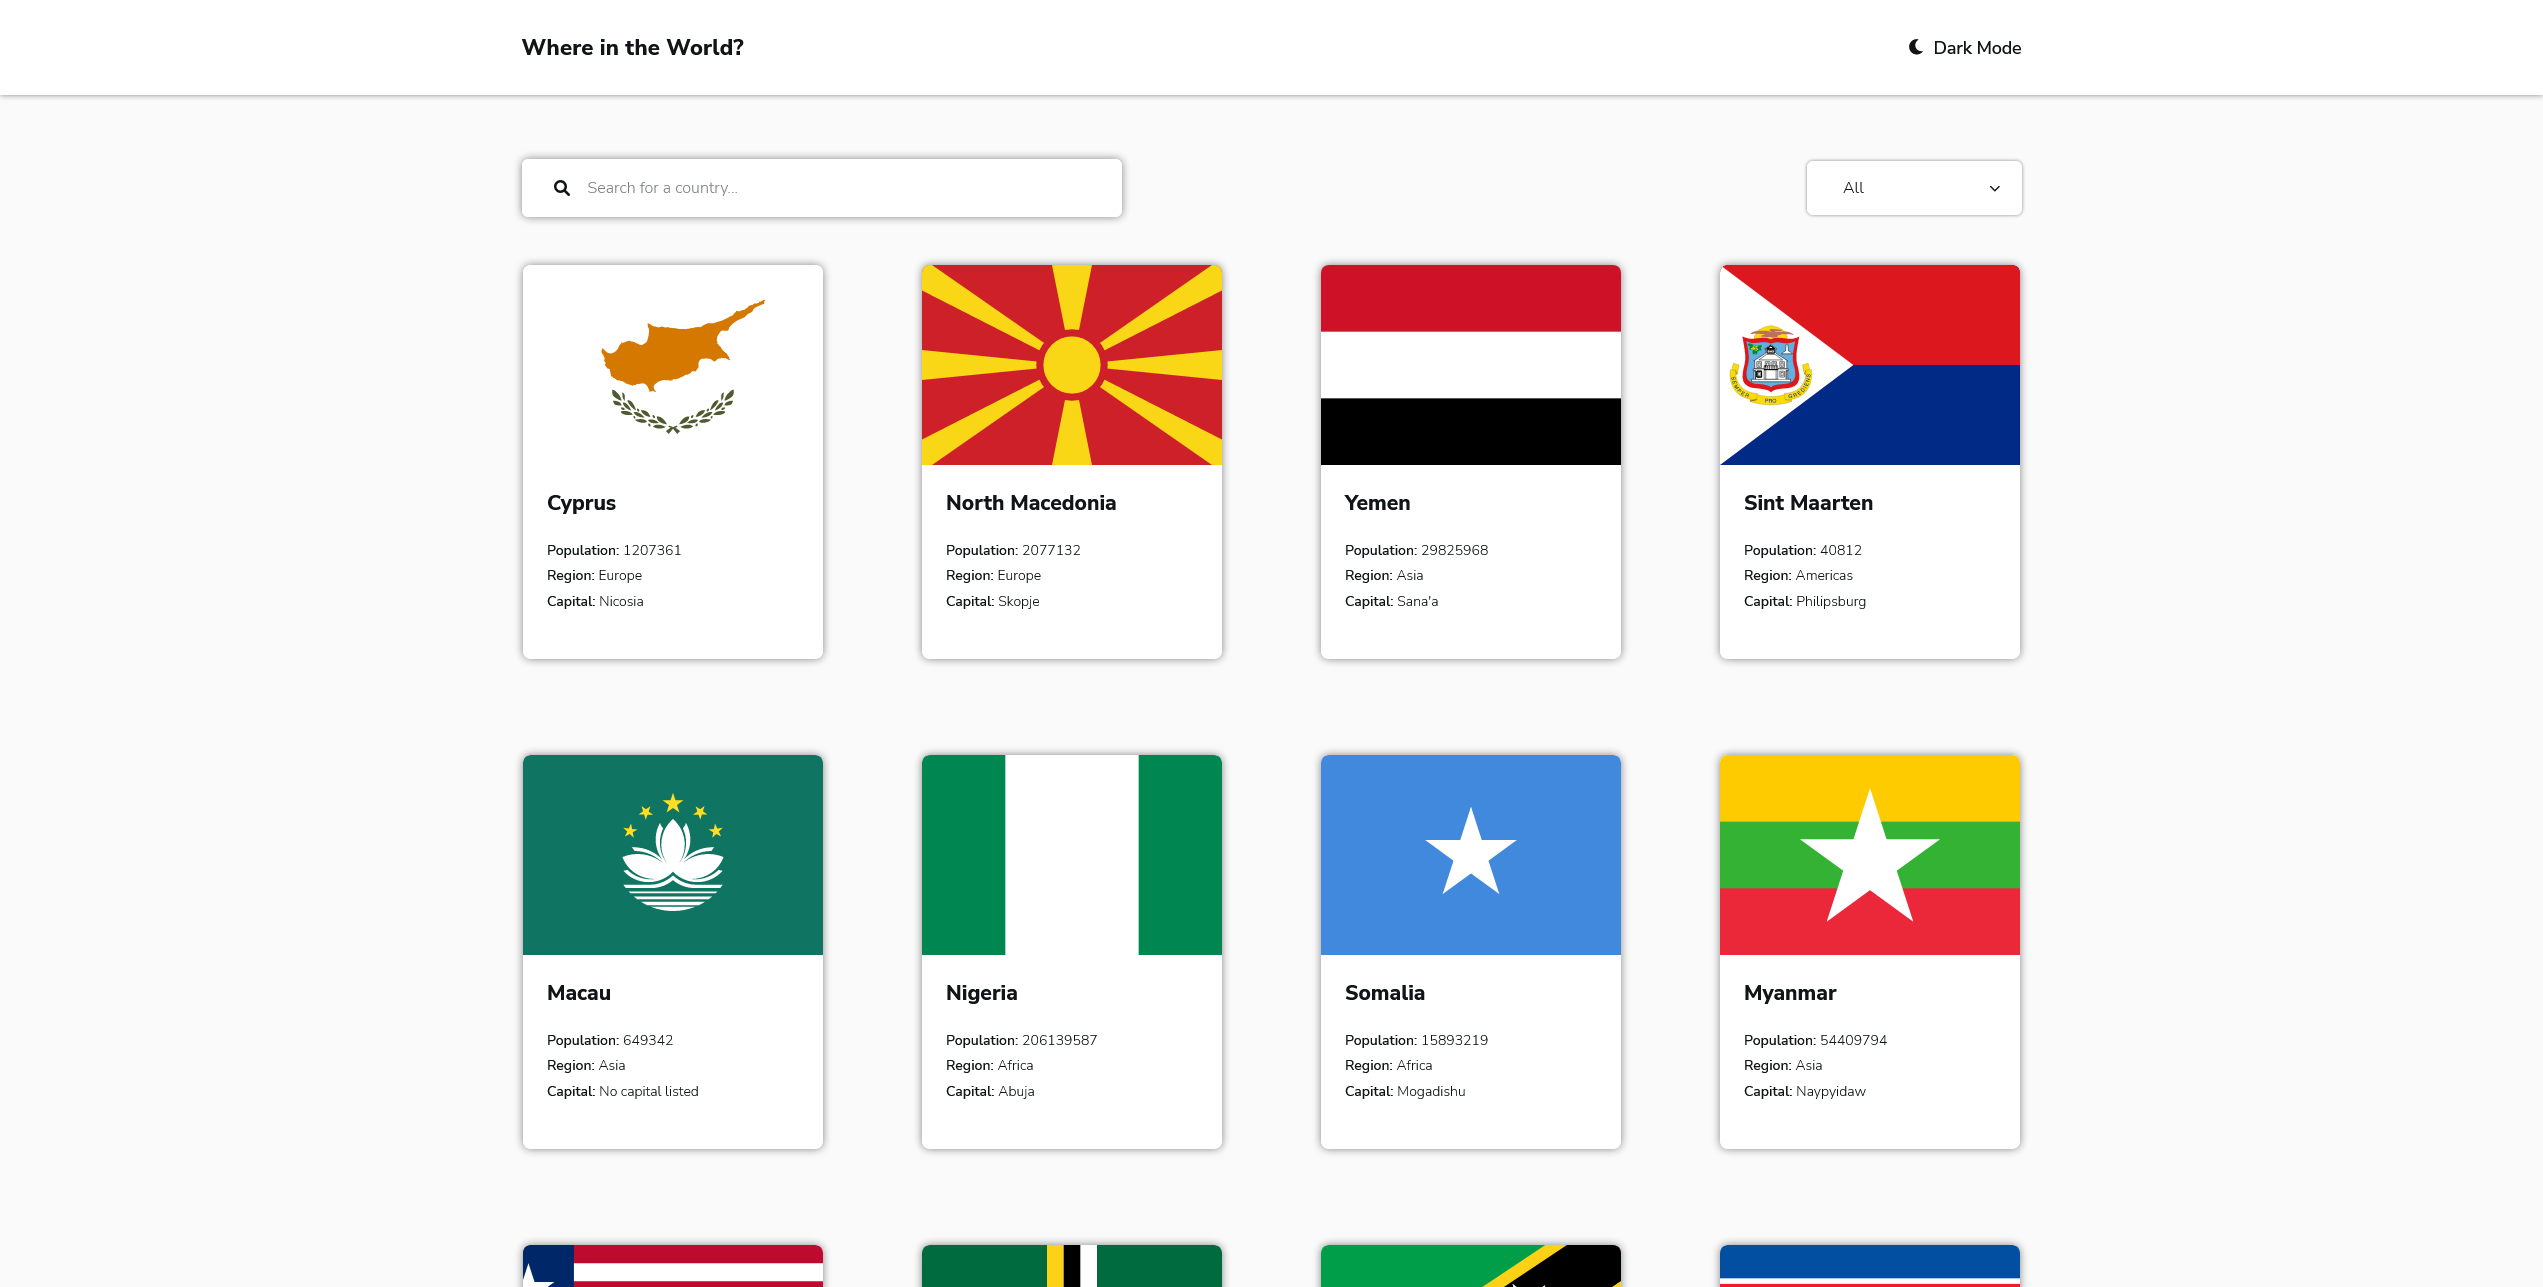 Where in the World?
Dark Mode
Search for a country...
All
Cyprus
Population: 1207361
Region: Europe
Capital: Nicosia
North Macedonia
Population: 2077132
Region: Europe
Capital: Skopje
Yemen
Population: 29825968
Region: Asia
Capital: Sana'a
SEMPER PRO GREDIENS
Sint Maarten
Population: 40812
Region: Americas
Capital: Philipsburg
Macau
Population: 649342
Region: Asia
Capital: No capital listed
Nigeria
Population: 206139587
Region: Africa
Capital: Abuja
Somalia
Population: 15893219
Region: Africa
Capital: Mogadishu
Myanmar
Population: 54409794
Region: Asia
Capital: Naypyidaw